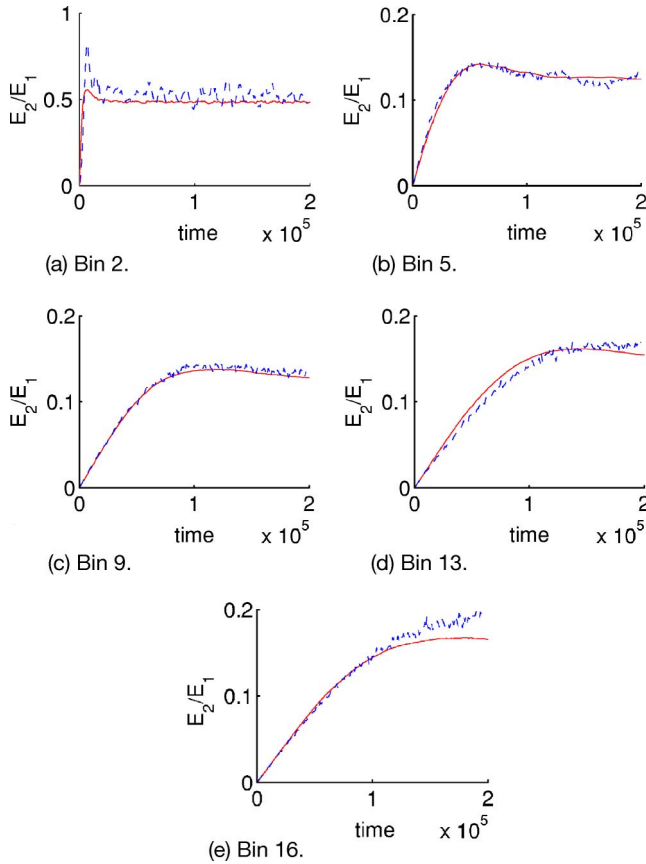 1
0.5
0
E2/E1
0 1 2
time x 10^5
(a) Bin 2.
0.2
0.1
0
E2/E1
0 1 2
time x 10^5
(b) Bin 5.
0.2
0.1
0
E2/E1
0 1 2
time x 10^5
(c) Bin 9.
0.2
0.1
0
E2/E1
0 1 2
time x 10^5
(d) Bin 13.
0.2
0.1
0
E2/E1
0 1 2
time x 10^5
(e) Bin 16.